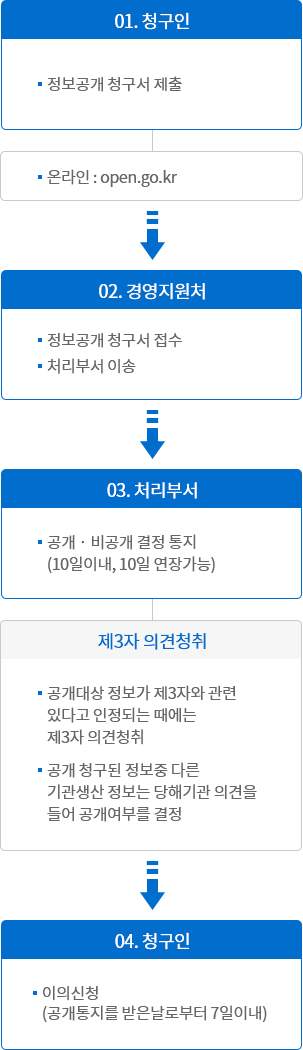 01. 청구인
정보공개 청구서 제출
온라인 : open.go.kr
02. 경영지원처
정보공개 청구서 접수
처리부서 이송
03. 처리부서
공개 · 비공개 결정 통지
(10일이내, 10일 연장가능)
제3자 의견청취
공개대상 정보가 제3자와 관련
있다고 인정되는 때에는
제3자 의견청취
공개 청구된 정보중 다른
기관생산 정보는 당해기관 의견을
들어 공개여부를 결정
04. 청구인
이의신청
(공개통지를 받은날로부터 7일이내)